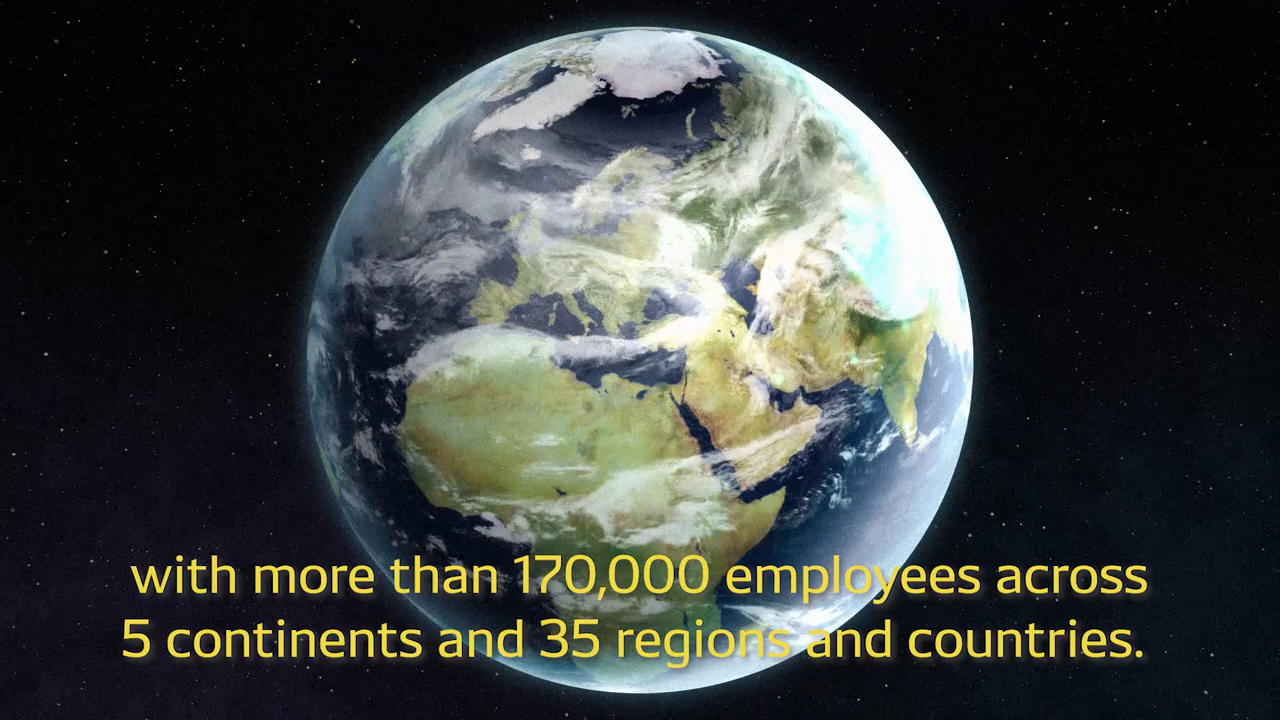 with more than 170,000 employees across
5 continents and 35 regions and countries.